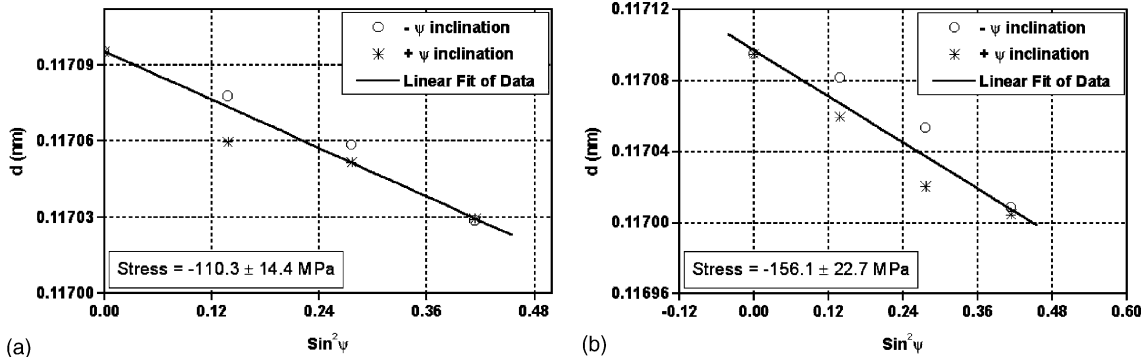 0.11709
0.11706
0.11703
0.11700
d (nm)
- ψ inclination
+ ψ inclination
Linear Fit of Data
Stress = -110.3 ± 14.4 MPa
0.00 0.12 0.24 0.36 0.48
Sin²ψ
(a)
0.11712
0.11708
0.11704
0.11700
0.11696
d (nm)
- ψ inclination
+ ψ inclination
Linear Fit of Data
Stress = -156.1 ± 22.7 MPa
-0.12 0.00 0.12 0.24 0.36 0.48 0.60
Sin²ψ
(b)